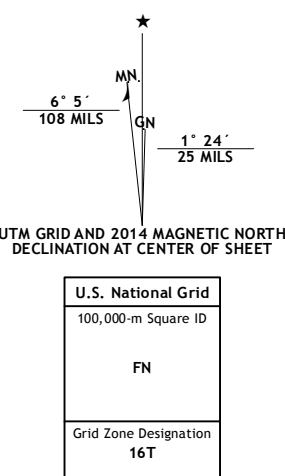 ★
MN.
6° 5´
108 MILS
GN
1° 24´
25 MILS
UTM GRID AND 2014 MAGNETIC NORTH
DECLINATION AT CENTER OF SHEET
U.S. National Grid
100,000-m Square ID
FN
Grid Zone Designation
16T